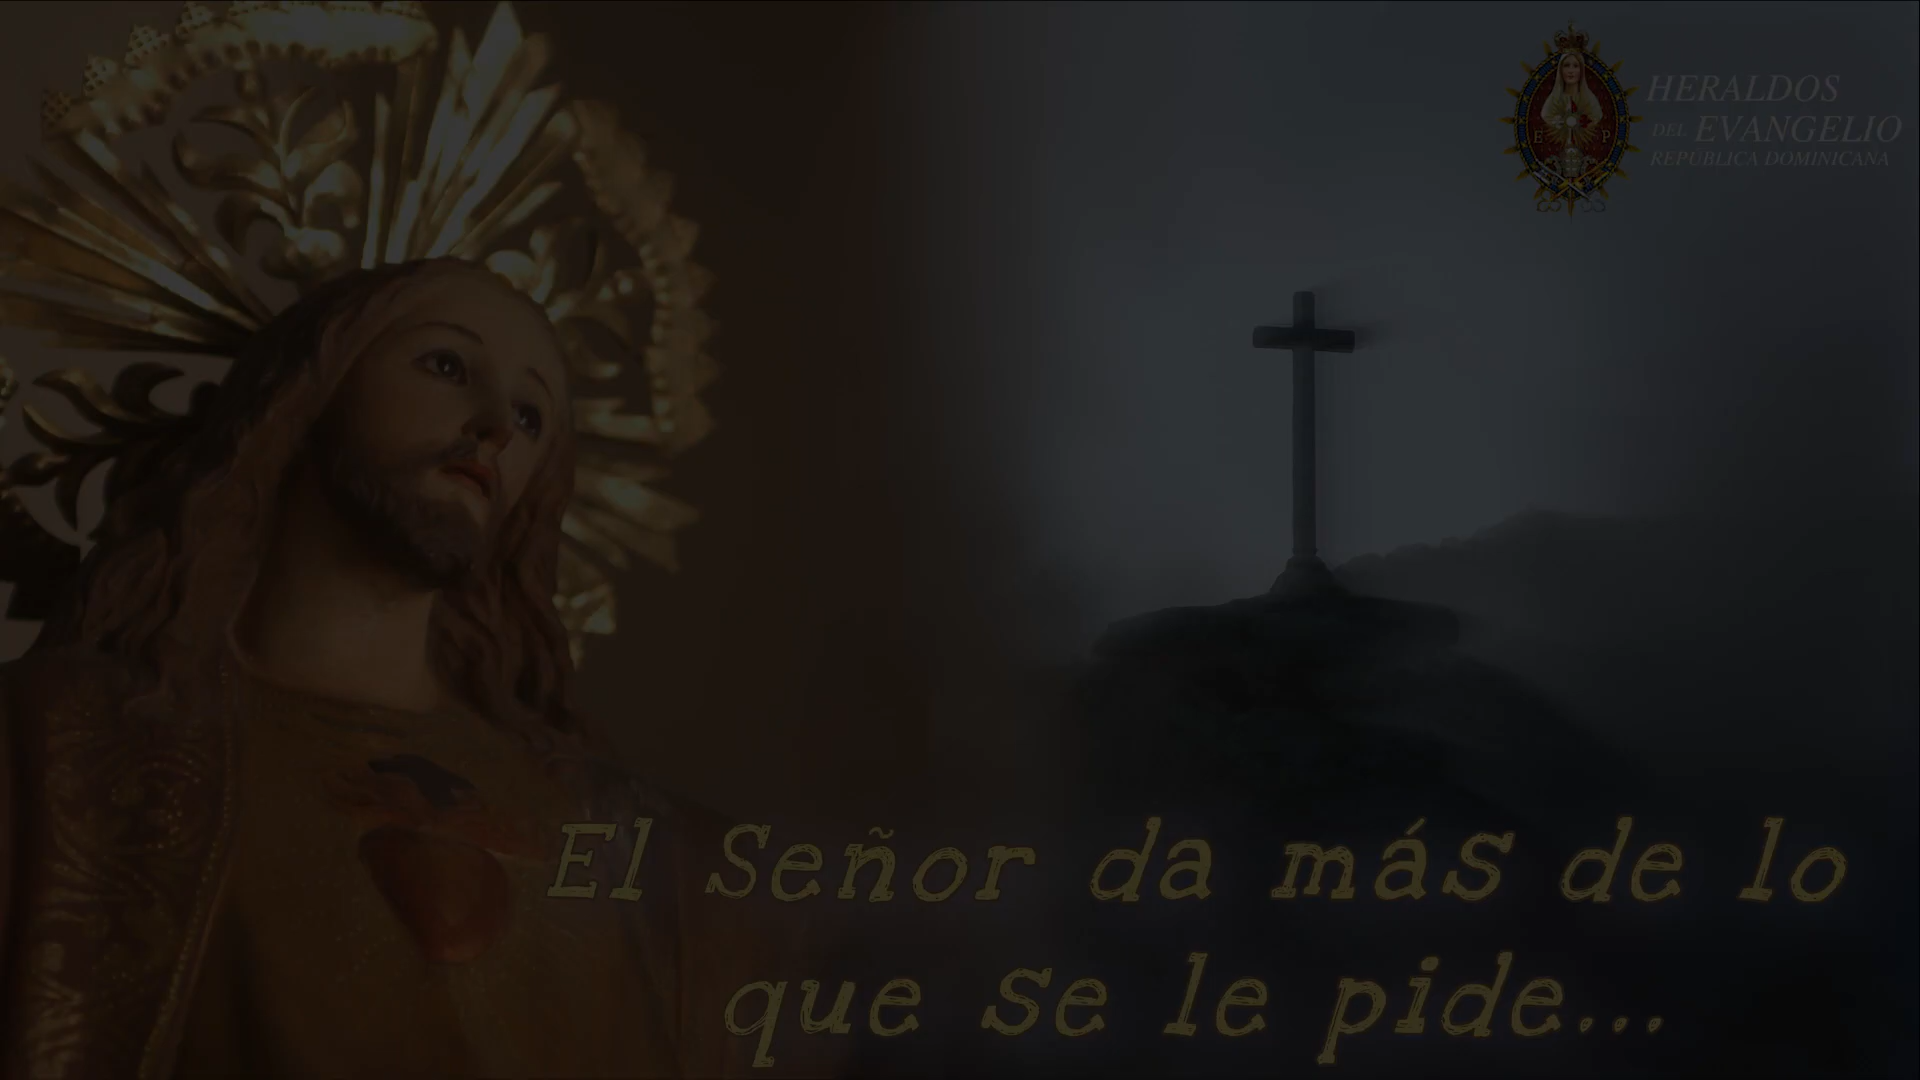 HERALDOS
DEL EVANGELIO
REPUBLICA DOMINICANA
E P
El Señor da más de lo
que se le pide...